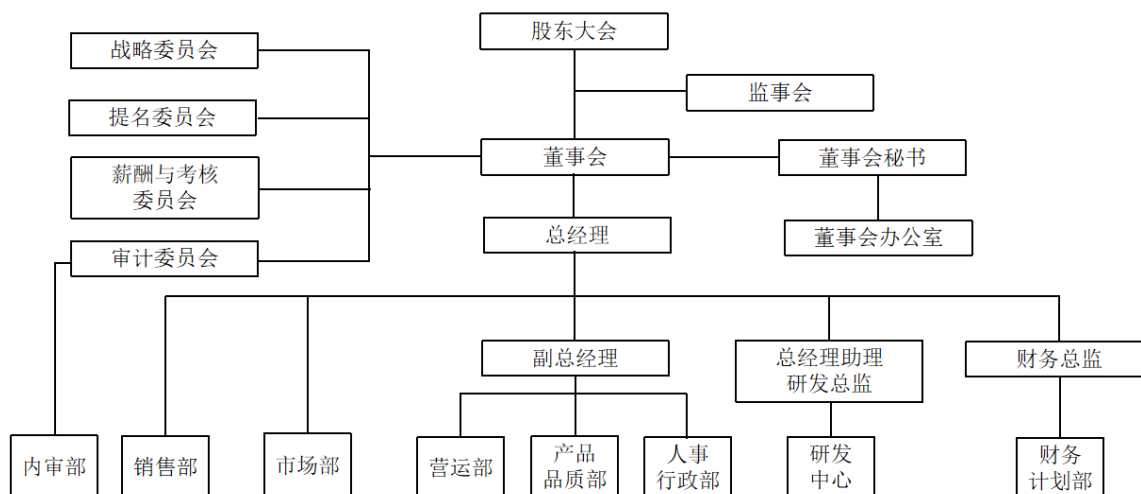 股东大会
战略委员会
监事会
提名委员会
董事会
董事会秘书
薪酬与考核
委员会
总经理
董事会办公室
审计委员会
副总经理
总经理助理
研发总监
财务总监
内审部
销售部
市场部
营运部
产品
品质部
人事
行政部
研发
中心
财务
计划部